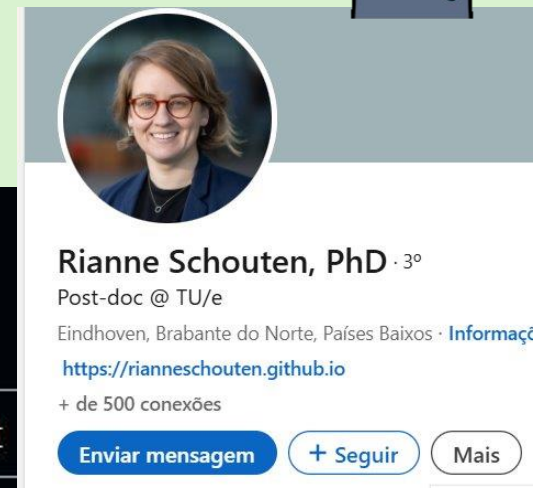 Rianne Schouten, PhD · 3º
Post-doc @ TU/e
Eindhoven, Brabante do Norte, Países Baixos ·
https://rianneschouten.github.io
+ de 500 conexões
Enviar mensagem + Seguir Mais